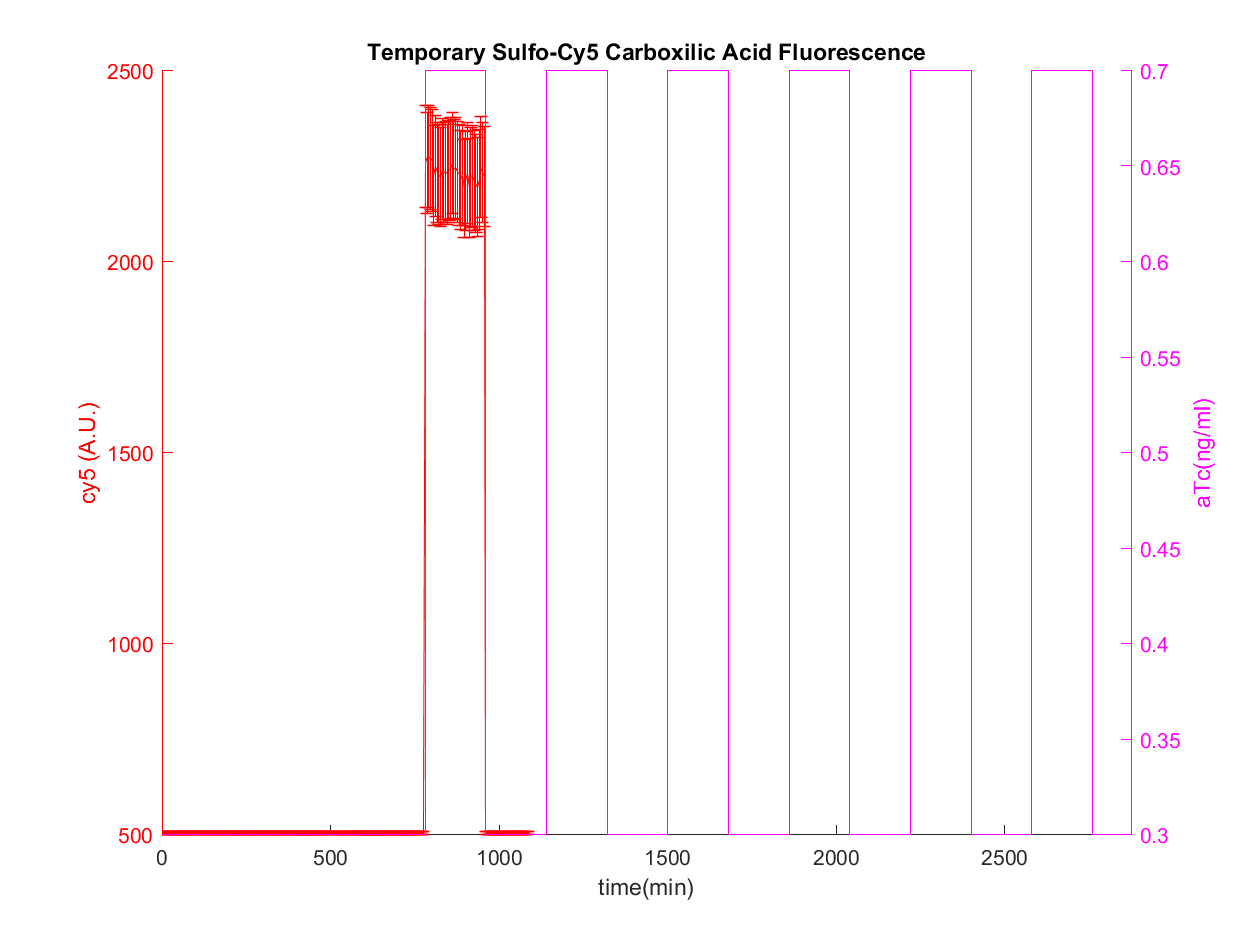 Temporary Sulfo-Cy5 Carboxilic Acid Fluorescence
2500
2000
1500
1000
500
cy5 (A.U.)
0.7
0.65
0.6
0.55
0.5
0.45
0.4
0.35
0.3
aTc(ng/ml)
0 500 1000 1500 2000 2500
time(min)